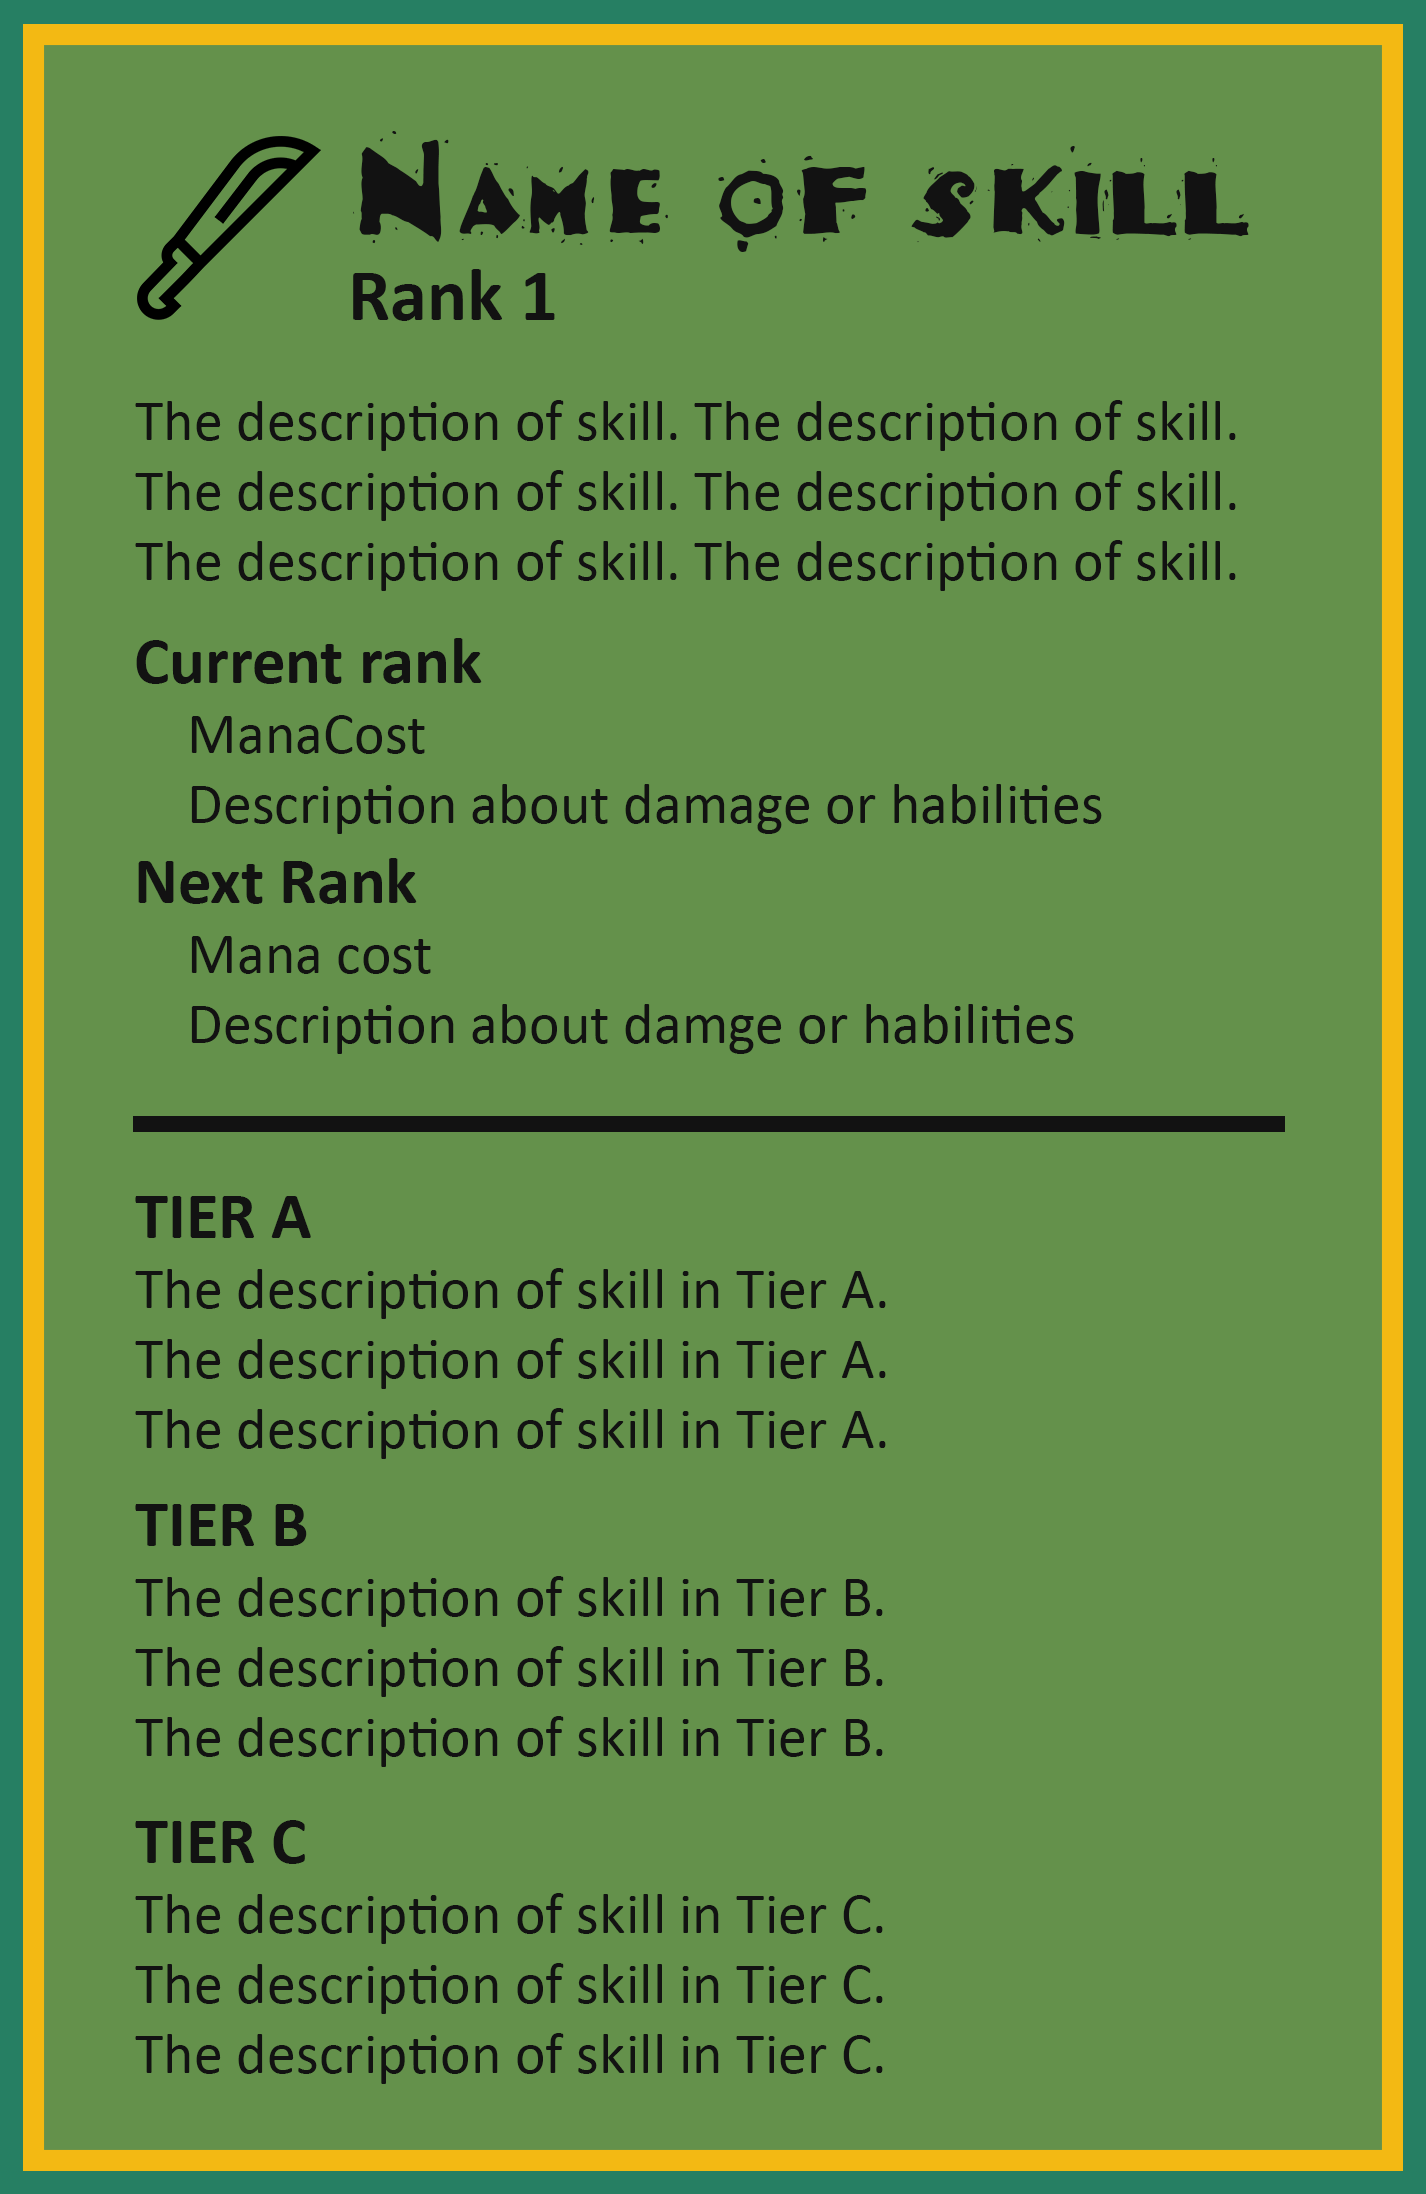 Name of skill
Rank 1
The description of skill. The description of skill.
The description of skill. The description of skill.
The description of skill. The description of skill.
Current rank
ManaCost
Description about damage or habilities
Next Rank
Mana cost
Description about damge or habilities
TIER A
The description of skill in Tier A.
The description of skill in Tier A.
The description of skill in Tier A.
TIER B
The description of skill in Tier B.
The description of skill in Tier B.
The description of skill in Tier B.
TIER C
The description of skill in Tier C.
The description of skill in Tier C.
The description of skill in Tier C.